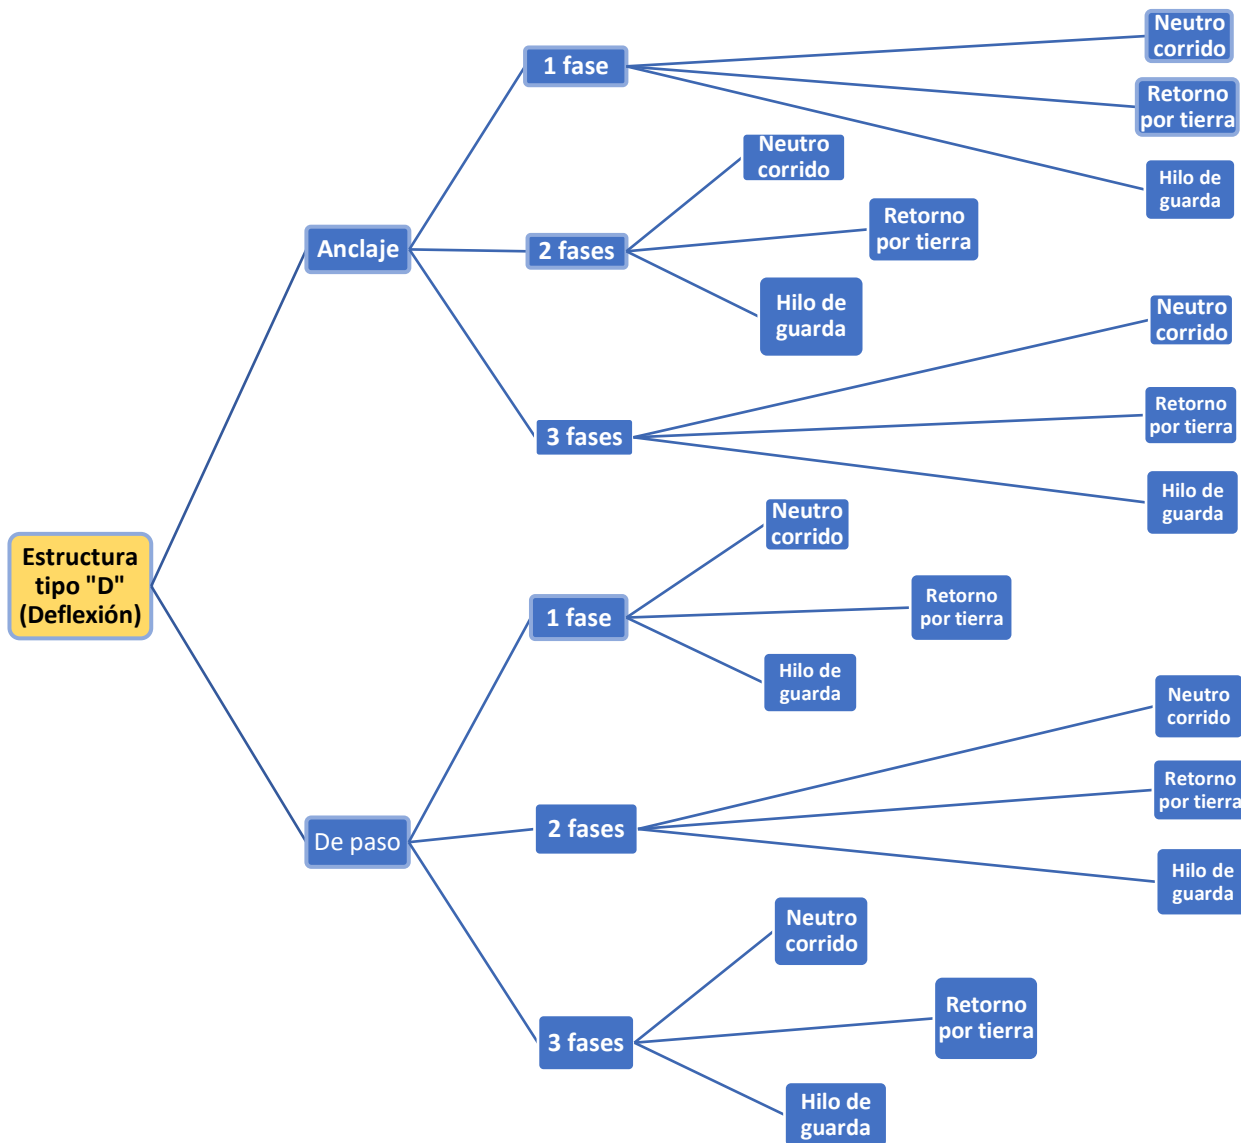 Neutro
corrido
1 fase
Retorno
por tierra
Neutro
corrido
Hilo de
guarda
Retorno
por tierra
Anclaje
2 fases
Hilo de
guarda
Neutro
corrido
Retorno
por tierra
3 fases
Hilo de
guarda
Neutro
corrido
Estructura
tipo "D"
(Deflexión)
Retorno
por tierra
1 fase
Hilo de
guarda
Neutro
corrido
Retorno
por tierra
2 fases
De paso
Hilo de
guarda
Neutro
corrido
Retorno
por tierra
3 fases
Hilo de
guarda